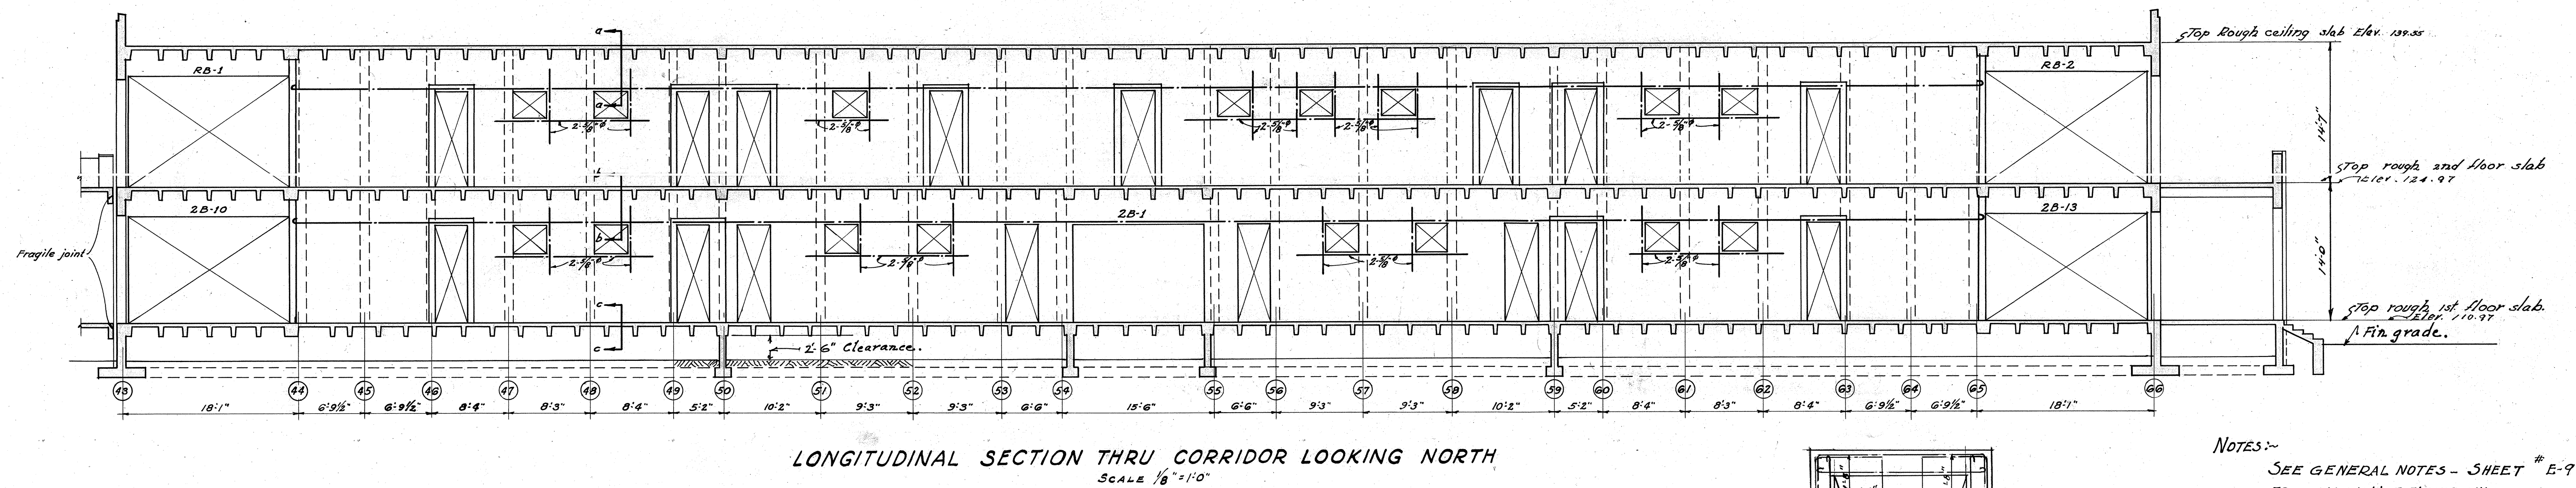 a
Top Rough ceiling slab Elev. 139.55
RB-1
RB-2
a
2-5/8"φ
2-5/8"φ
2-5/8"φ
2-5/8"φ
2-5/8"φ
14'-7"
b
Top rough 2nd floor slab
Elev. 124.97
2B-10
2B-1
2B-13
b
Fragile joint
2-5/8"φ
2-5/8"φ
2-5/8"φ
2-5/8"φ
14'-0"
c
Top rough 1st. floor slab.
Elev. 110.97
Fin grade.
c
2'-6" Clearance.
43 44 45 46 47 48 49 50 51 52 53 54 55 56 57 58 59 60 61 62 63 64 65 66
18'-1" 6'-9½" 6'-9½" 8'-4" 8'-3" 8'-4" 5'-2" 10'-2" 9'-3" 9'-3" 6'-6" 15'-6" 6'-6" 9'-3" 9'-3" 10'-2" 5'-2" 8'-4" 8'-3" 8'-4" 6'-9½" 6'-9½" 18'-1"
LONGITUDINAL SECTION THRU CORRIDOR LOOKING NORTH
SCALE 1/8" = 1'-0"
NOTES:~
SEE GENERAL NOTES - SHEET # E-9